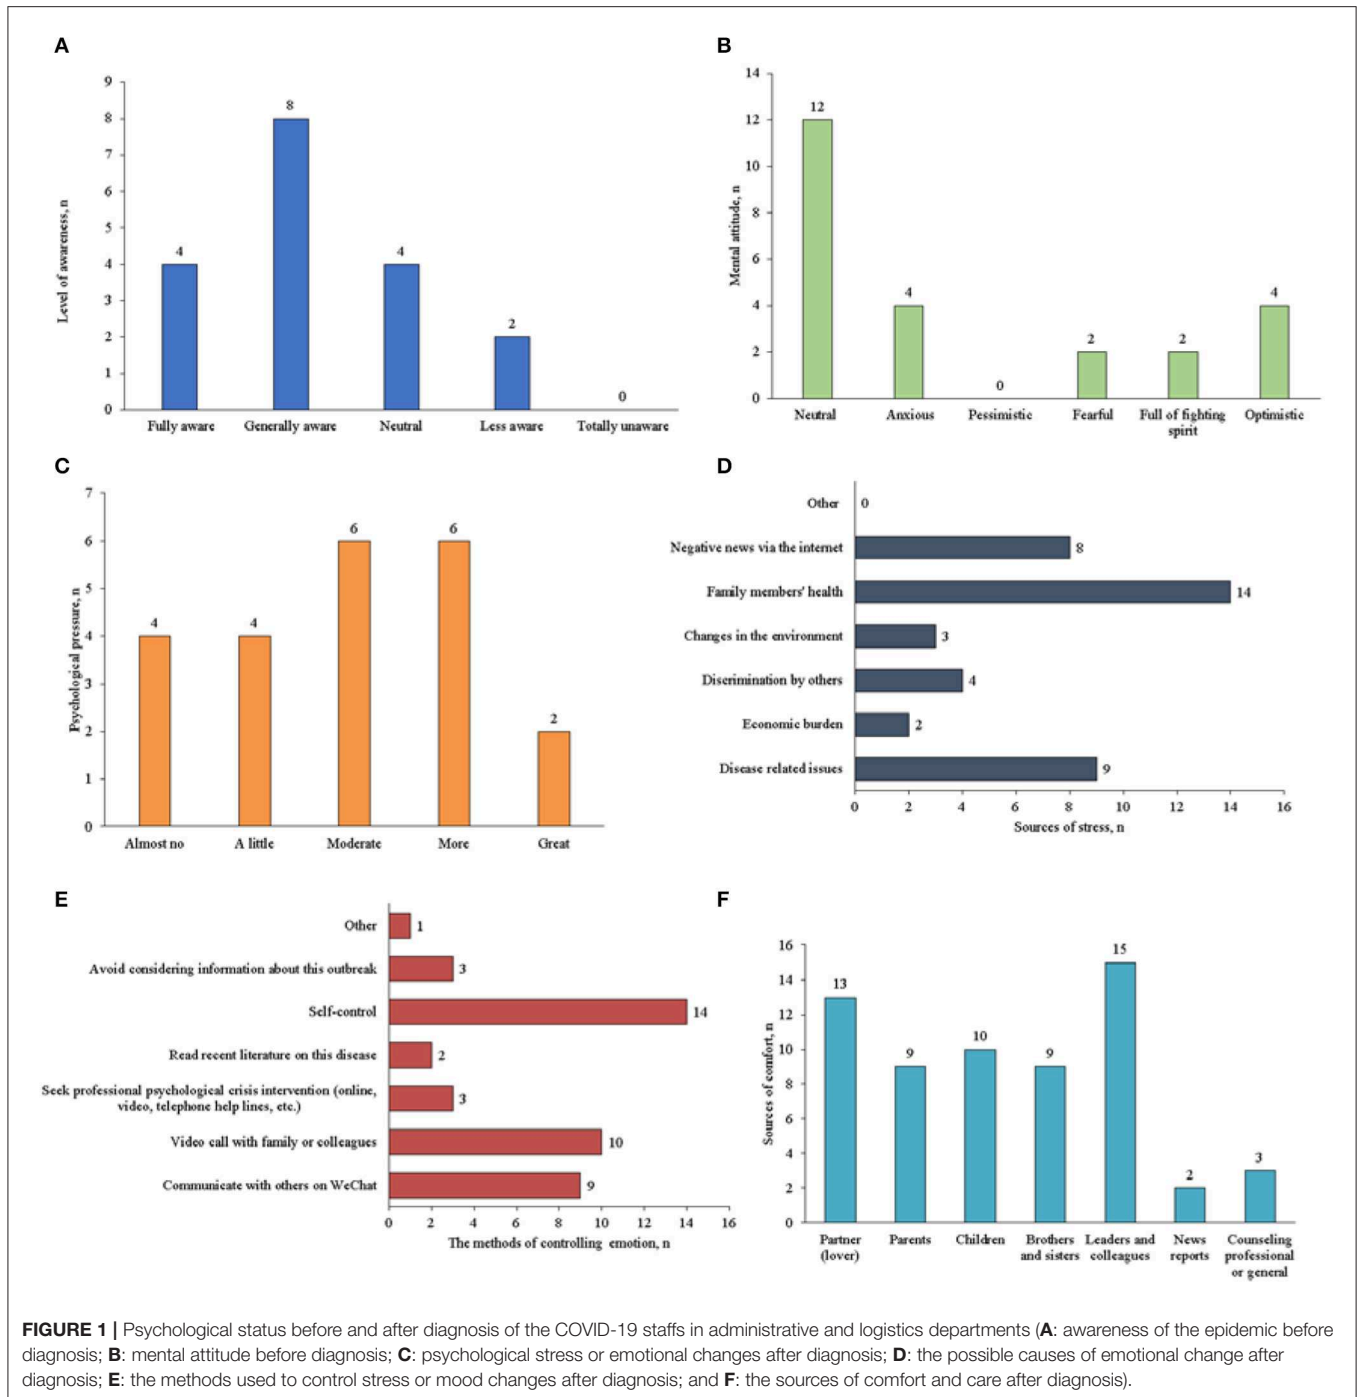 A
9
8
7
6
5
4
3
2
1
0
Level of awareness, n
4
8
4
2
0
Fully aware
Generally aware
Neutral
Less aware
Totally unaware
B
14
12
10
8
6
4
2
0
Mental attitude, n
12
4
0
2
2
4
Neutral
Anxious
Pessimistic
Fearful
Full of fighting
spirit
Optimistic
C
7
6
5
4
3
2
1
0
Psychological pressure, n
4
4
6
6
2
Almost no
A little
Moderate
More
Great
D
Other
0
Negative news via the internet
8
Family members' health
14
Changes in the environment
3
Discrimination by others
4
Economic burden
2
Disease related issues
9
0 2 4 6 8 10 12 14 16
Sources of stress, n
E
Other
1
Avoid considering information about this outbreak
3
Self-control
14
Read recent literature on this disease
2
Seek professional psychological crisis intervention (online,
video, telephone help lines, etc.)
3
Video call with family or colleagues
10
Communicate with others on WeChat
9
0 2 4 6 8 10 12 14 16
The methods of controlling emotion, n
F
16
14
12
10
8
6
4
2
0
Sources of comfort, n
13
9
10
9
15
2
3
Partner
(lover)
Parents
Children
Brothers
and sisters
Leaders and
colleagues
News
reports
Counseling
professional
or general
FIGURE 1 | Psychological status before and after diagnosis of the COVID-19 staffs in administrative and logistics departments (A: awareness of the epidemic before
diagnosis; B: mental attitude before diagnosis; C: psychological stress or emotional changes after diagnosis; D: the possible causes of emotional change after
diagnosis; E: the methods used to control stress or mood changes after diagnosis; and F: the sources of comfort and care after diagnosis).